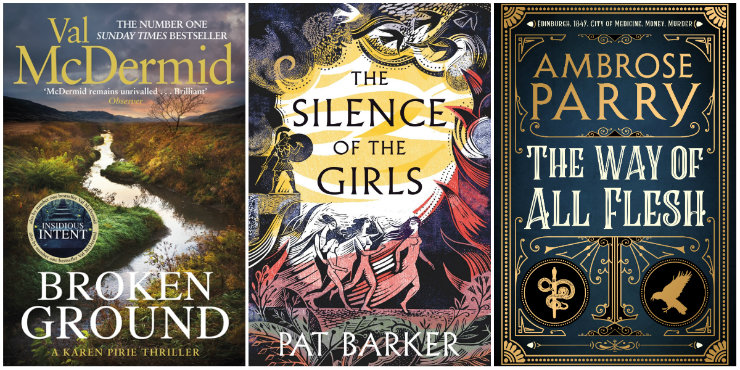 Val
McDermid
THE NUMBER ONE
SUNDAY TIMES BESTSELLER
'McDermid remains unrivalled . . . Brilliant'
Observer
INSIDIOUS
INTENT
BROKEN
GROUND
A KAREN PIRIE THRILLER
THE
SILENCE
OF THE
GIRLS
PAT BARKER
EDINBURGH, 1847. CITY OF MEDICINE, MONEY, MURDER
AMBROSE
PARRY
THE WAY OF
ALL FLESH